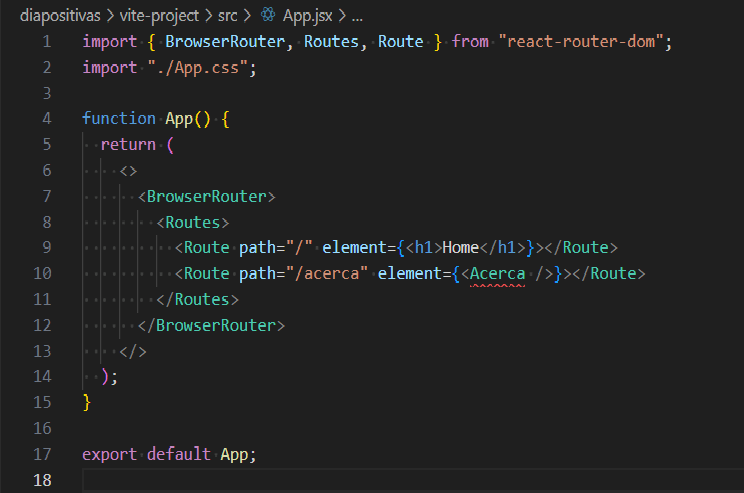 diapositivas > vite-project > src > App.jsx > ...
1 import { BrowserRouter, Routes, Route } from "react-router-dom";
2 import "./App.css";
3
4 function App() {
5   return (
6     <>
7       <BrowserRouter>
8         <Routes>
9           <Route path="/" element={<h1>Home</h1>}></Route>
10           <Route path="/acerca" element={<Acerca />}></Route>
11         </Routes>
12       </BrowserRouter>
13     </>
14   );
15 }
16
17 export default App;
18